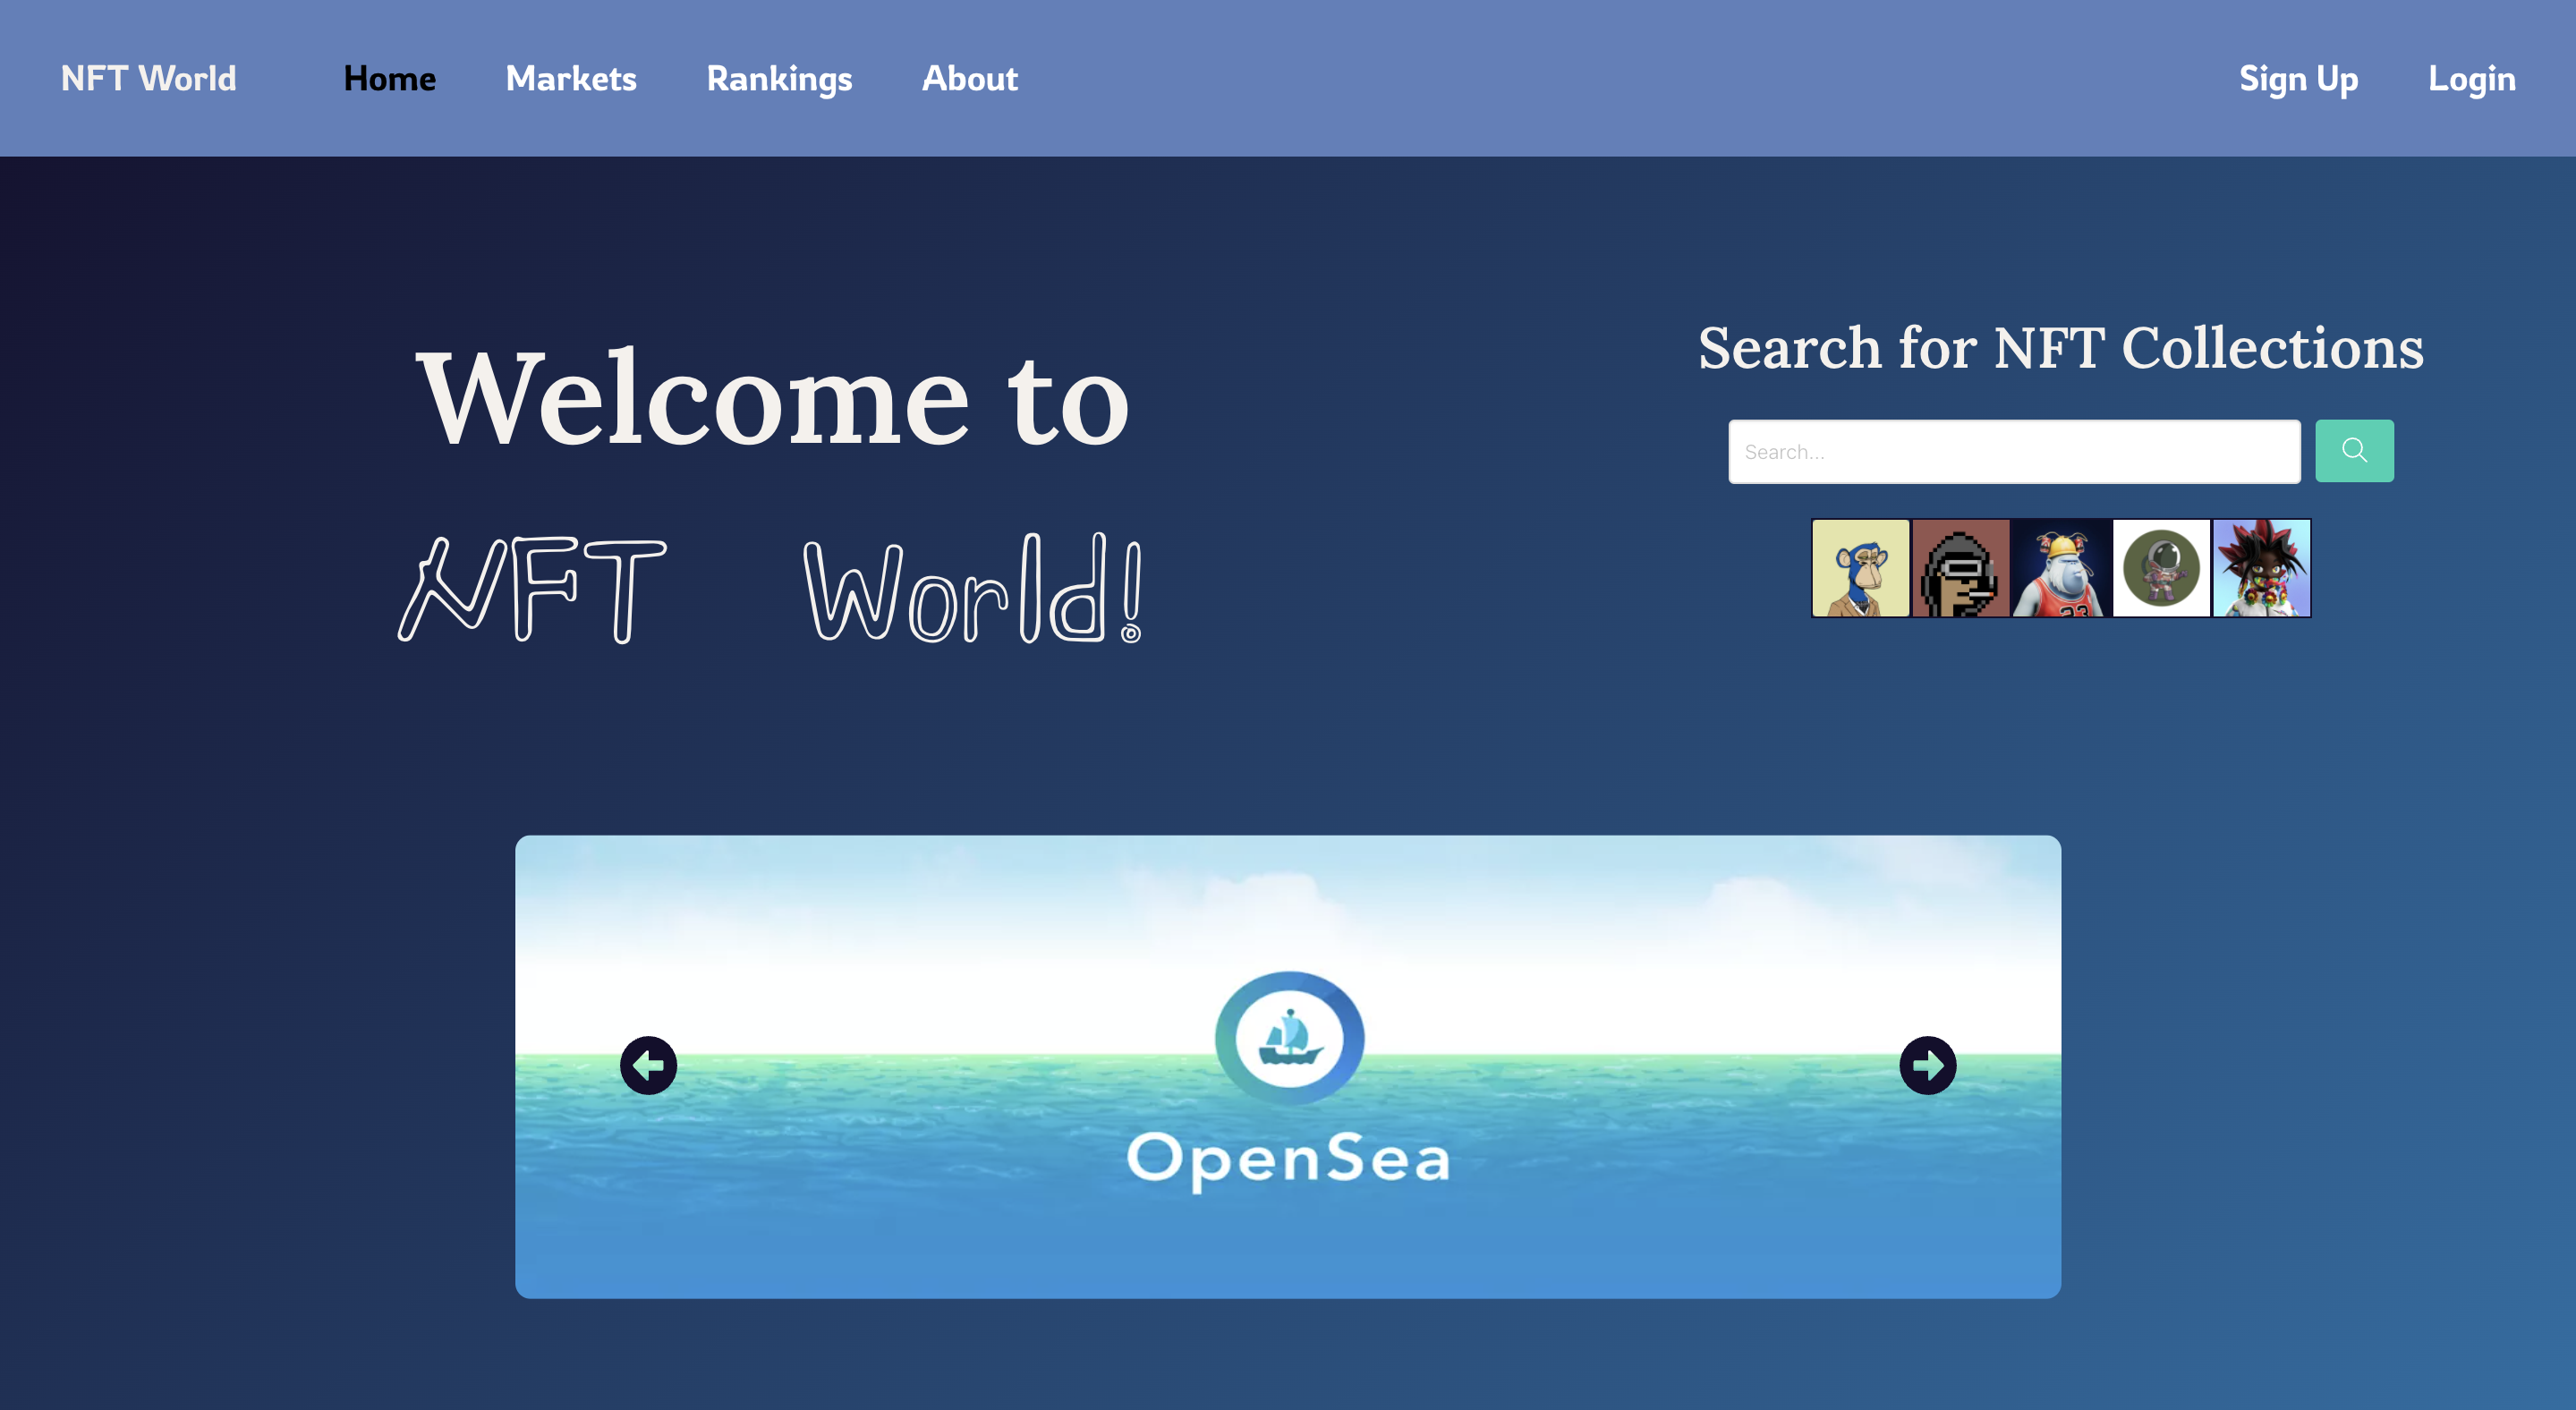 NFT World Home Markets Rankings About Sign Up Login
Welcome to
NFT World!
Search for NFT Collections
Search...
23
OpenSea